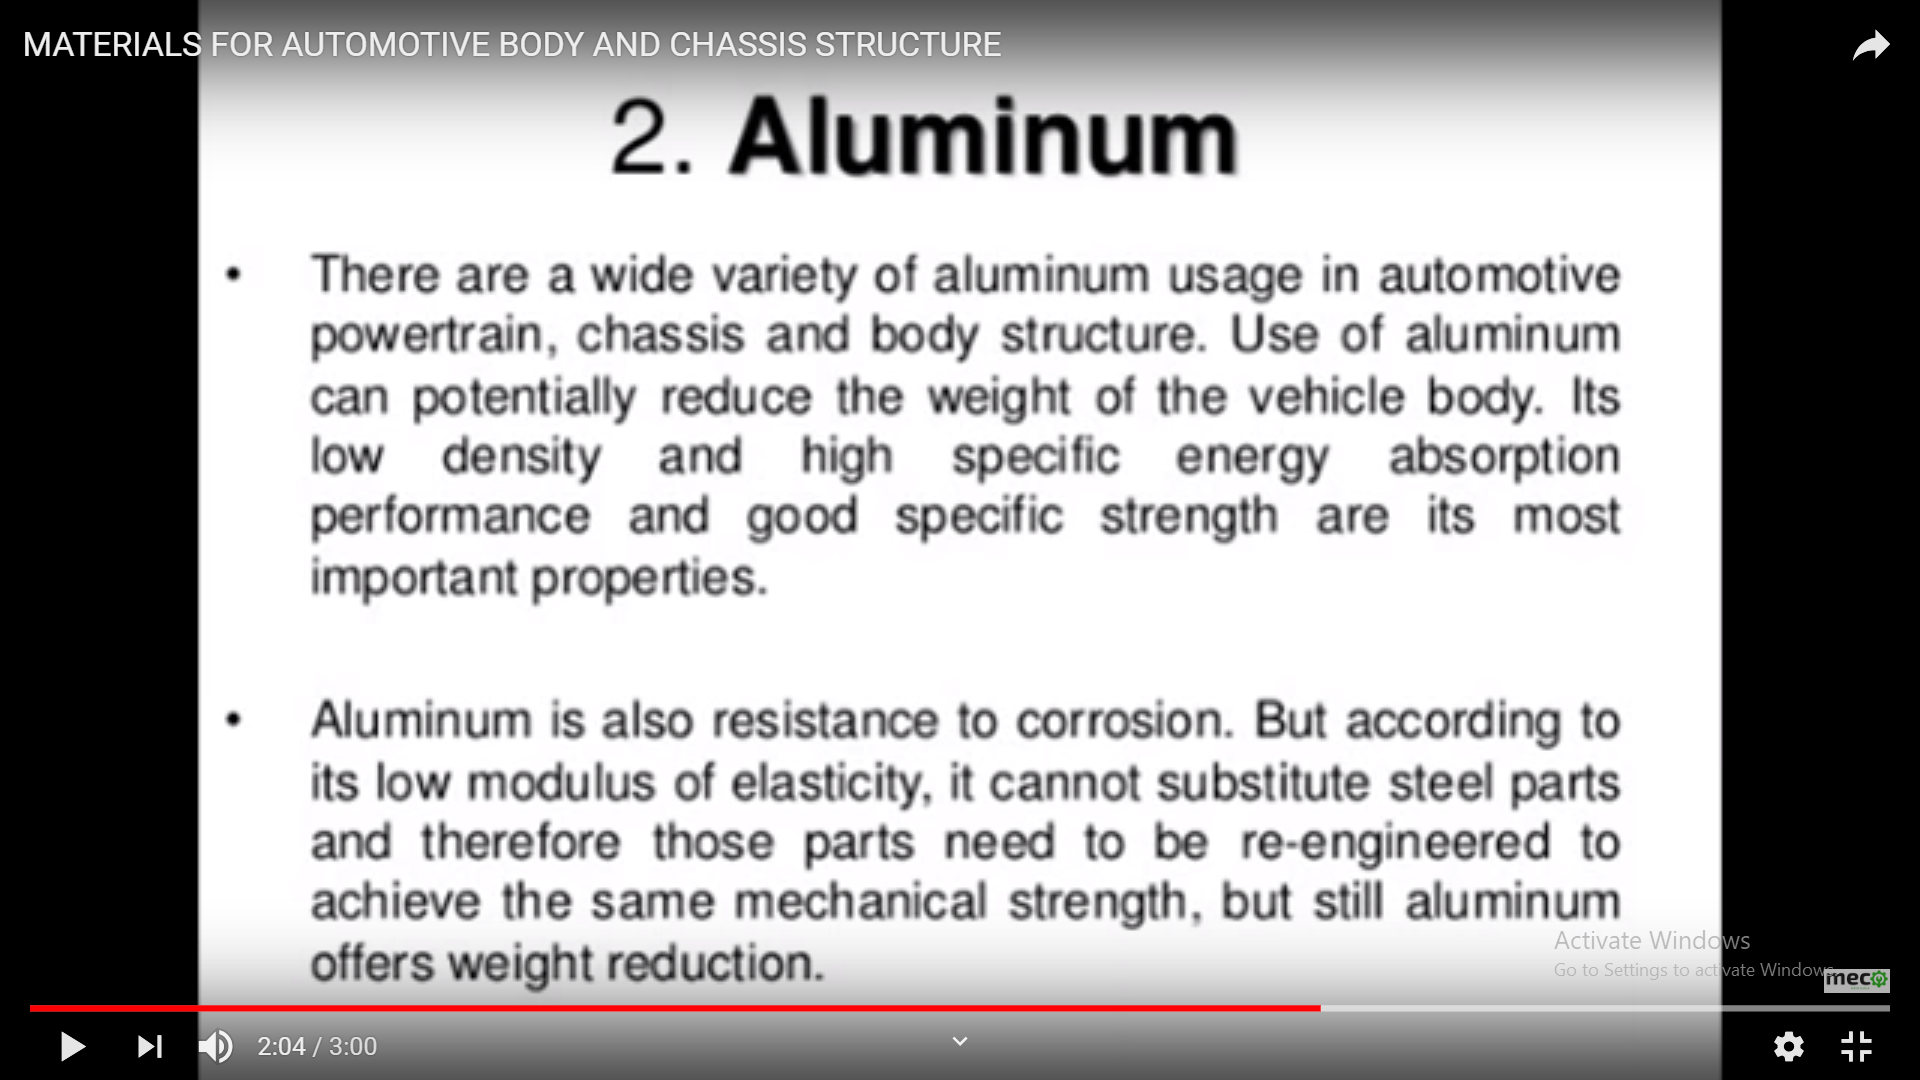 MATERIALS FOR AUTOMOTIVE BODY AND CHASSIS STRUCTURE
2. Aluminum
• There are a wide variety of aluminum usage in automotive
powertrain, chassis and body structure. Use of aluminum
can potentially reduce the weight of the vehicle body. Its
low density and high specific energy absorption
performance and good specific strength are its most
important properties.
• Aluminum is also resistance to corrosion. But according to
its low modulus of elasticity, it cannot substitute steel parts
and therefore those parts need to be re-engineered to
achieve the same mechanical strength, but still aluminum
offers weight reduction.
Activate Windows
Go to Settings to activate Windows.
mec
2:04 / 3:00